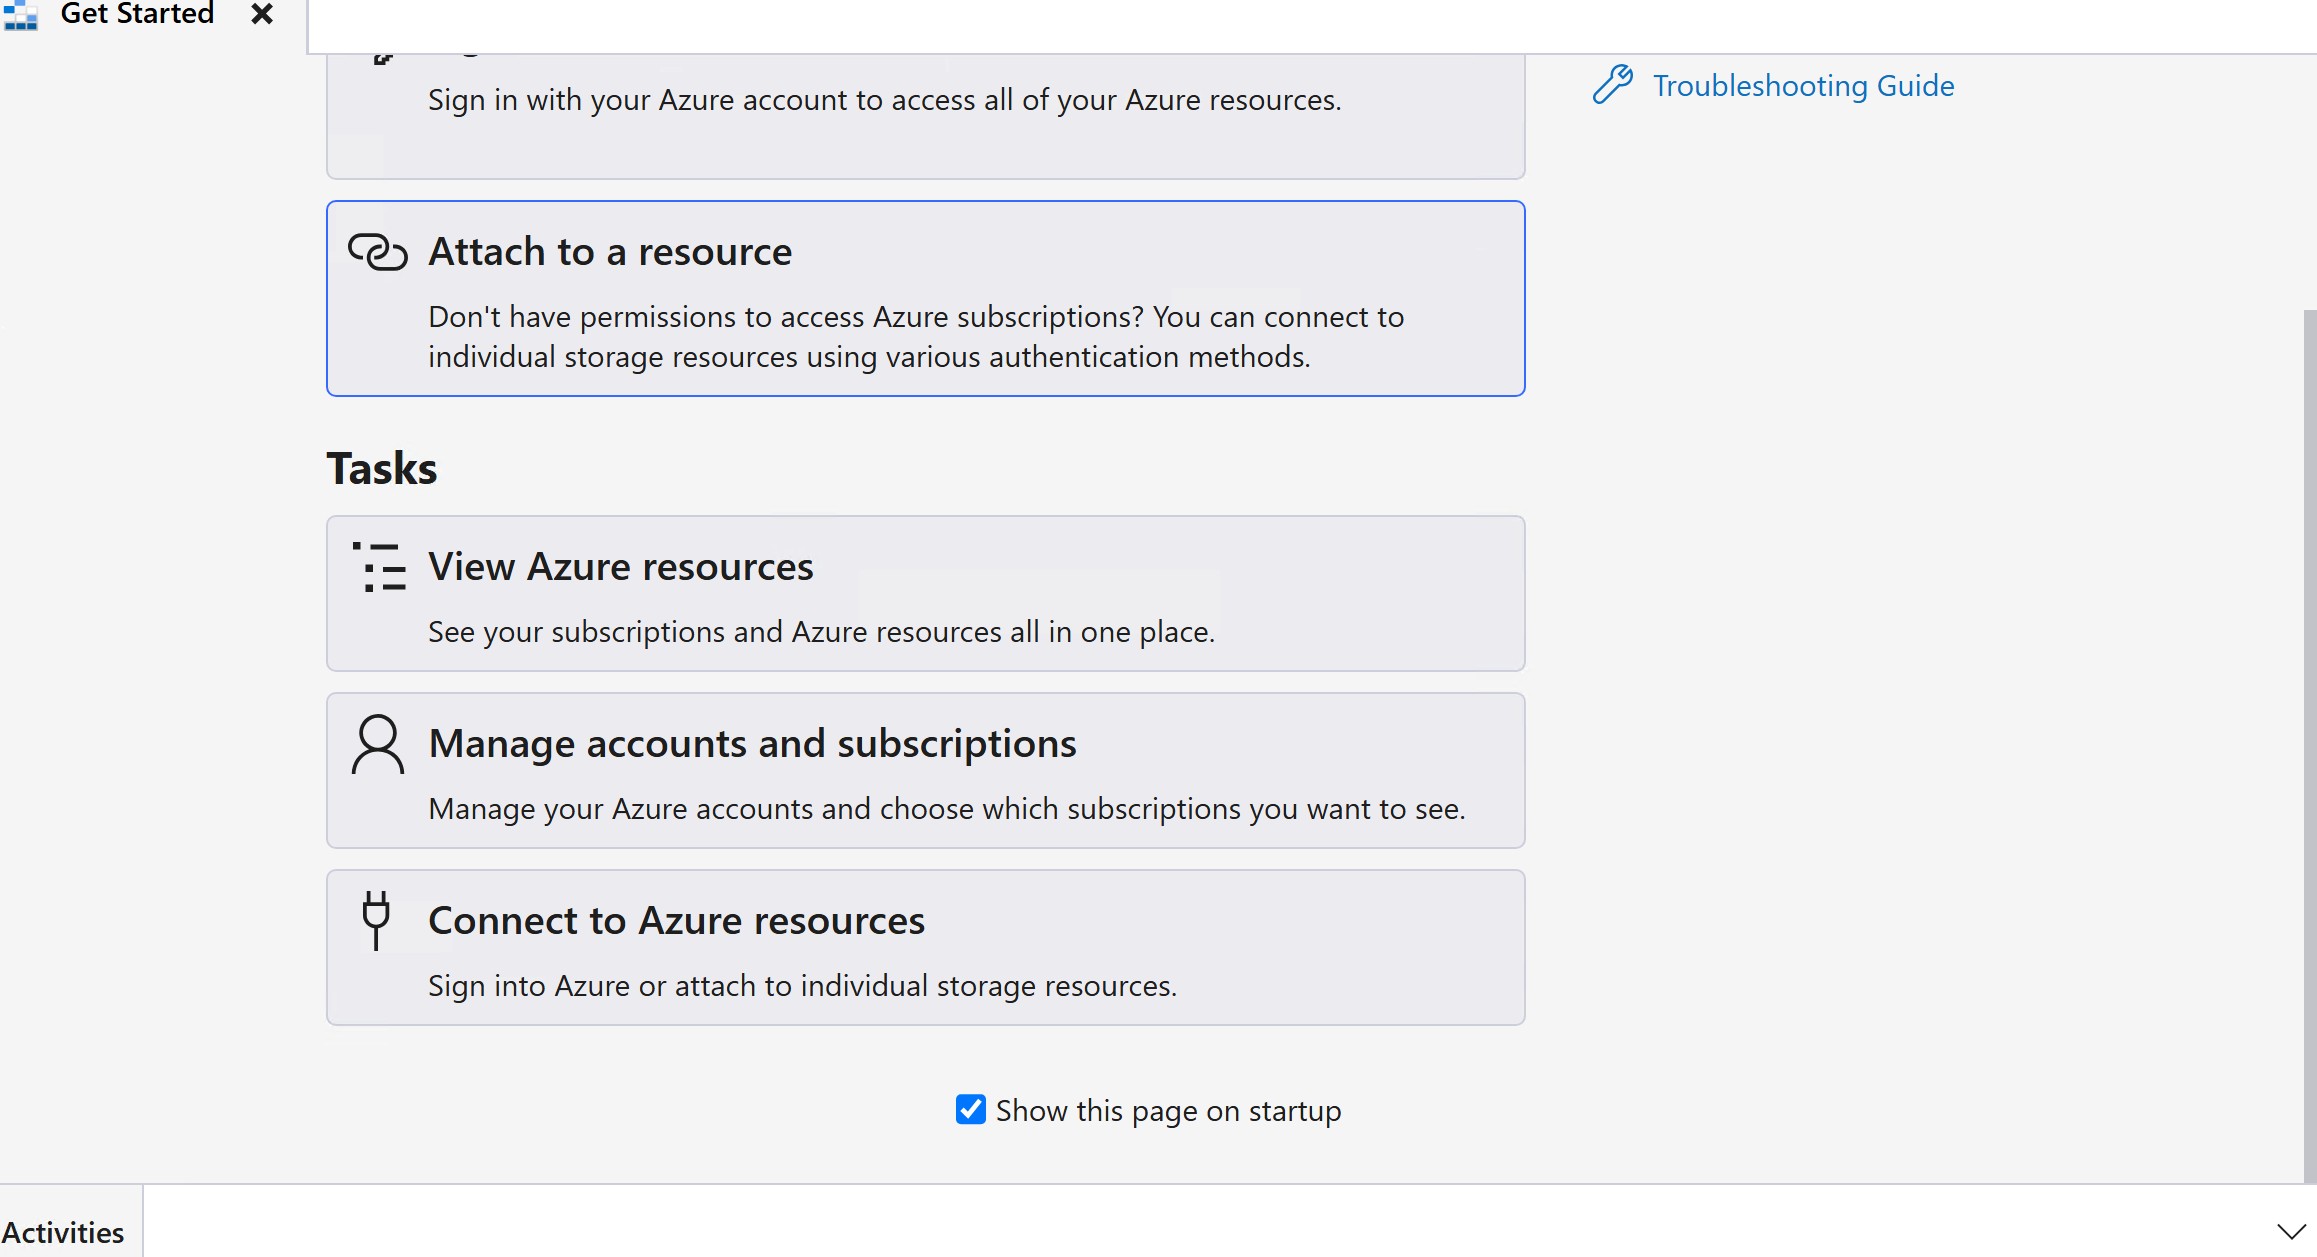 Get Started
Sign in with your Azure account to access all of your Azure resources.
Troubleshooting Guide
Attach to a resource
Don't have permissions to access Azure subscriptions? You can connect to
individual storage resources using various authentication methods.
Tasks
View Azure resources
See your subscriptions and Azure resources all in one place.
Manage accounts and subscriptions
Manage your Azure accounts and choose which subscriptions you want to see.
Connect to Azure resources
Sign into Azure or attach to individual storage resources.
Show this page on startup
Activities